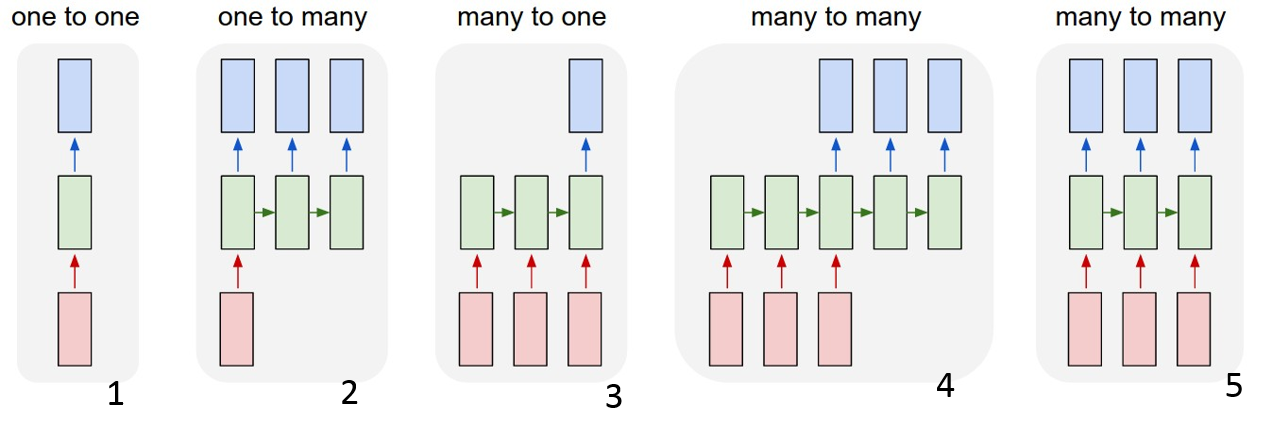 one to one
one to many
many to one
many to many
many to many
1
2
3
4
5